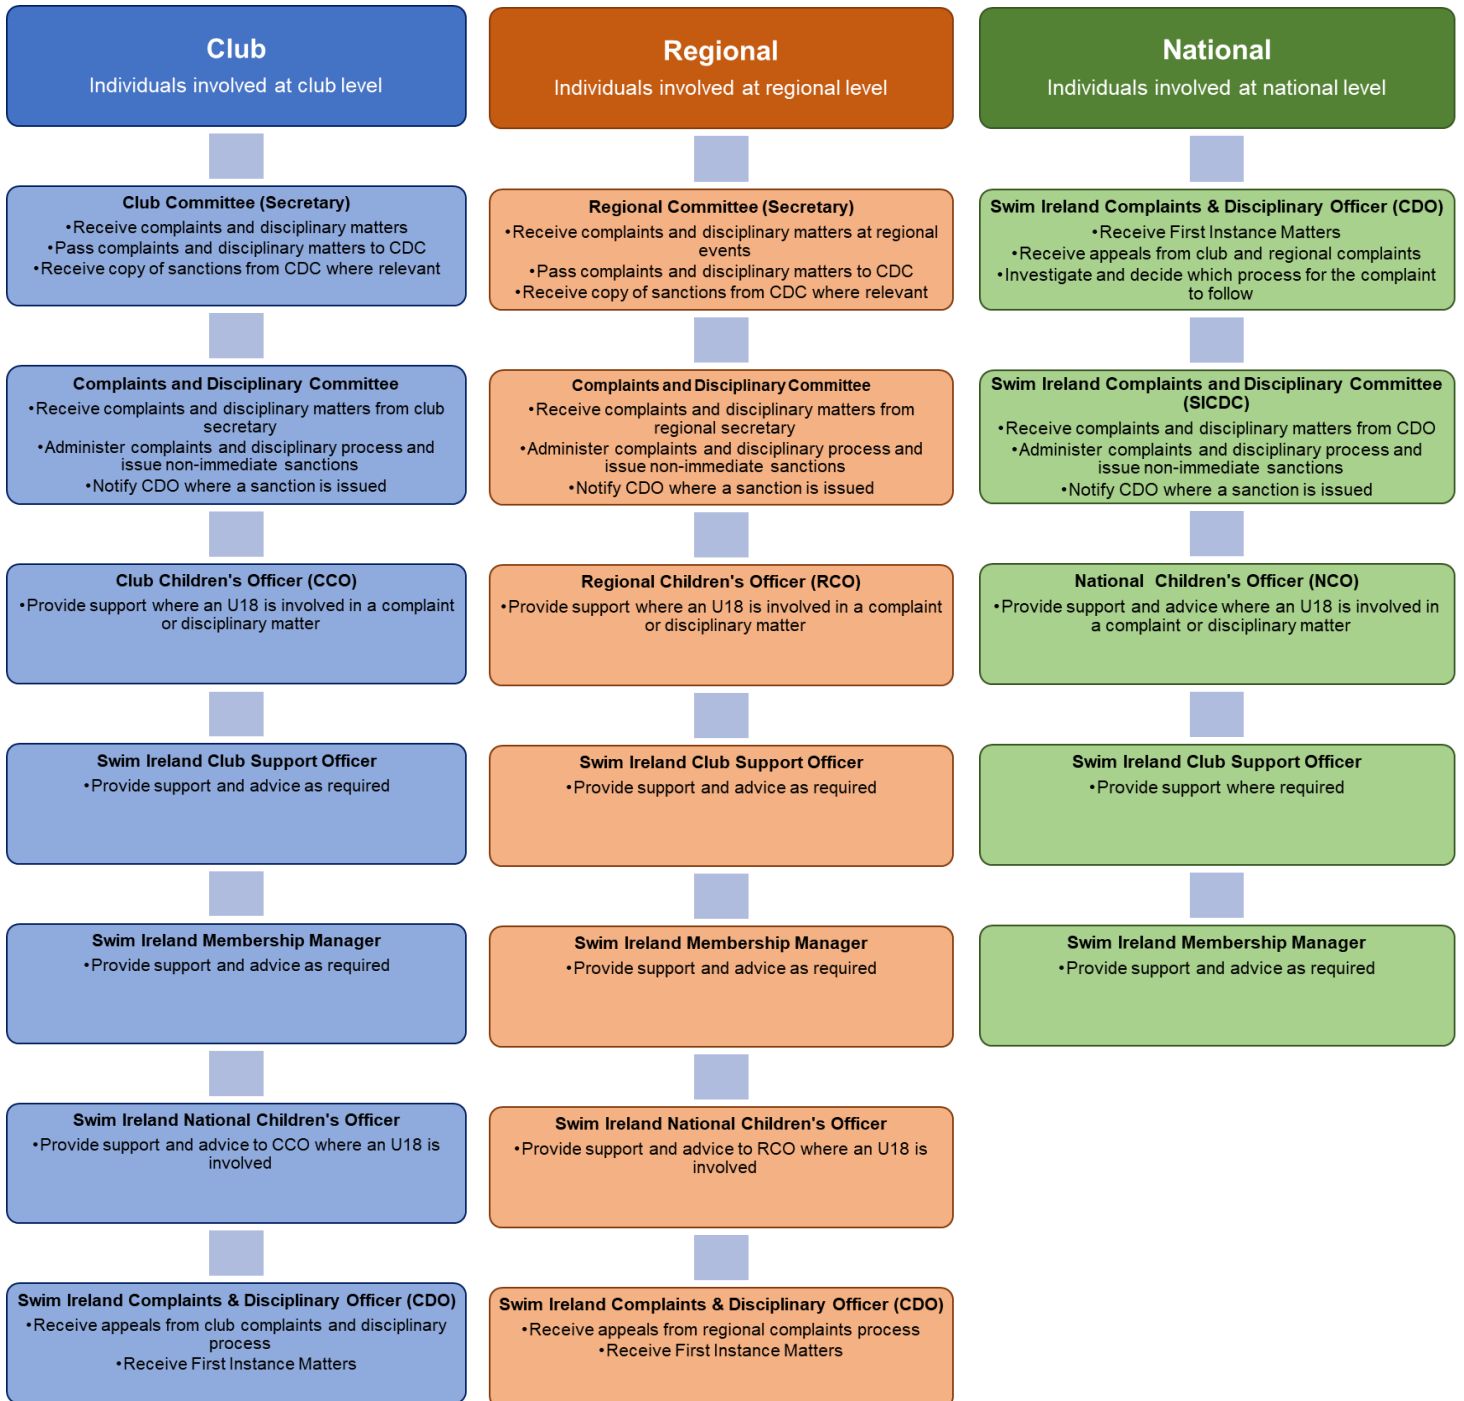 Club
Individuals involved at club level
Club Committee (Secretary)
•Receive complaints and disciplinary matters
•Pass complaints and disciplinary matters to CDC
•Receive copy of sanctions from CDC where relevant
Complaints and Disciplinary Committee
•Receive complaints and disciplinary matters from club
secretary
•Administer complaints and disciplinary process and
issue non-immediate sanctions
•Notify CDO where a sanction is issued
Club Children's Officer (CCO)
•Provide support where an U18 is involved in a complaint
or disciplinary matter
Swim Ireland Club Support Officer
•Provide support and advice as required
Swim Ireland Membership Manager
•Provide support and advice as required
Swim Ireland National Children's Officer
•Provide support and advice to CCO where an U18 is
involved
Swim Ireland Complaints & Disciplinary Officer (CDO)
•Receive appeals from club complaints and disciplinary
process
•Receive First Instance Matters
Regional
Individuals involved at regional level
Regional Committee (Secretary)
•Receive complaints and disciplinary matters at regional
events
•Pass complaints and disciplinary matters to CDC
•Receive copy of sanctions from CDC where relevant
Complaints and Disciplinary Committee
•Receive complaints and disciplinary matters from
regional secretary
•Administer complaints and disciplinary process and
issue non-immediate sanctions
•Notify CDO where a sanction is issued
Regional Children's Officer (RCO)
•Provide support where an U18 is involved in a complaint
or disciplinary matter
Swim Ireland Club Support Officer
•Provide support and advice as required
Swim Ireland Membership Manager
•Provide support and advice as required
Swim Ireland National Children's Officer
•Provide support and advice to RCO where an U18 is
involved
Swim Ireland Complaints & Disciplinary Officer (CDO)
•Receive appeals from regional complaints process
•Receive First Instance Matters
National
Individuals involved at national level
Swim Ireland Complaints & Disciplinary Officer (CDO)
•Receive First Instance Matters
•Receive appeals from club and regional complaints
•Investigate and decide which process for the complaint
to follow
Swim Ireland Complaints and Disciplinary Committee
(SICDC)
•Receive complaints and disciplinary matters from CDO
•Administer complaints and disciplinary process and
issue non-immediate sanctions
•Notify CDO where a sanction is issued
National Children's Officer (NCO)
•Provide support and advice where an U18 is involved in
a complaint or disciplinary matter
Swim Ireland Club Support Officer
•Provide support where required
Swim Ireland Membership Manager
•Provide support and advice as required